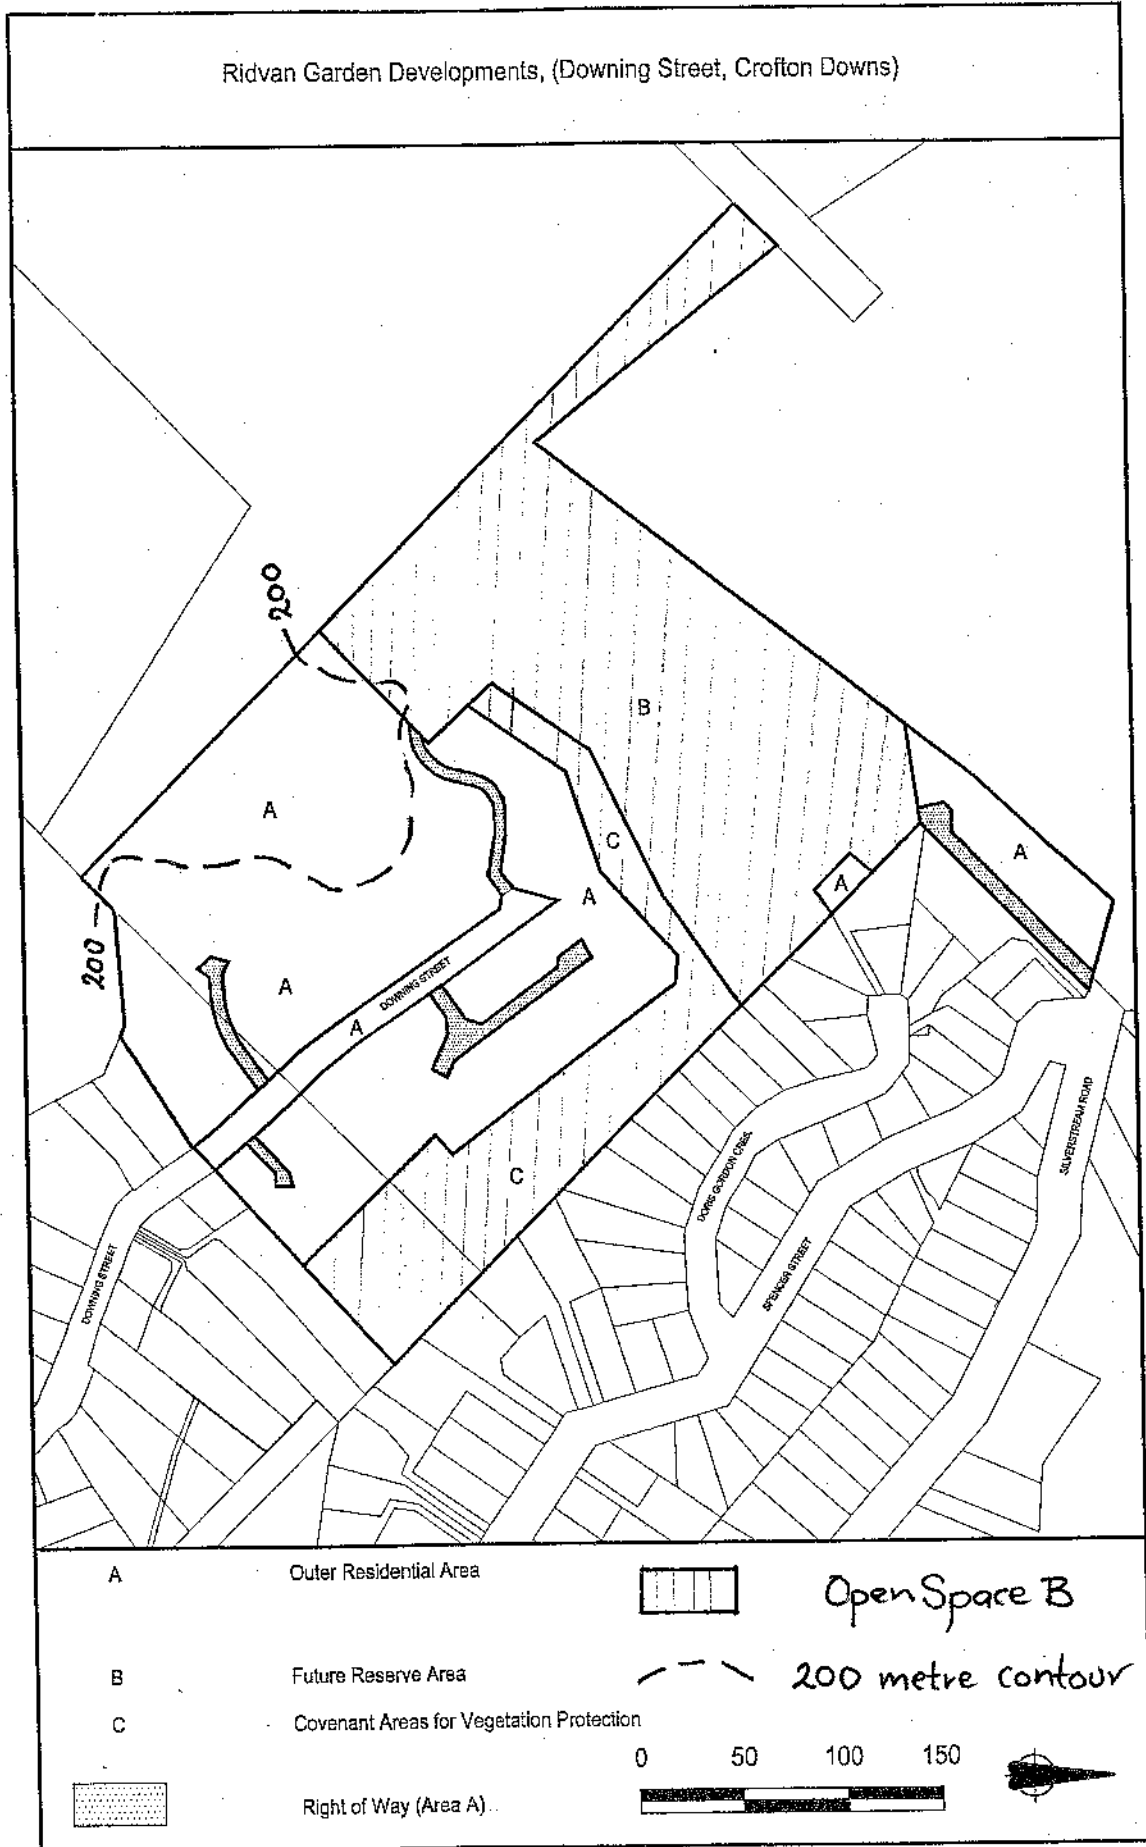 Ridvan Garden Developments, (Downing Street, Crofton Downs)
200
B
A
C
A
A
A
200
A
DOWNING STREET
A
C
DORIS GORDON CRES.
SILVERSTREAM ROAD
DOWNING STREET
SPENCER STREET
A Outer Residential Area
Open Space B
B Future Reserve Area
200 metre contour
C Covenant Areas for Vegetation Protection
0 50 100 150
Right of Way (Area A)